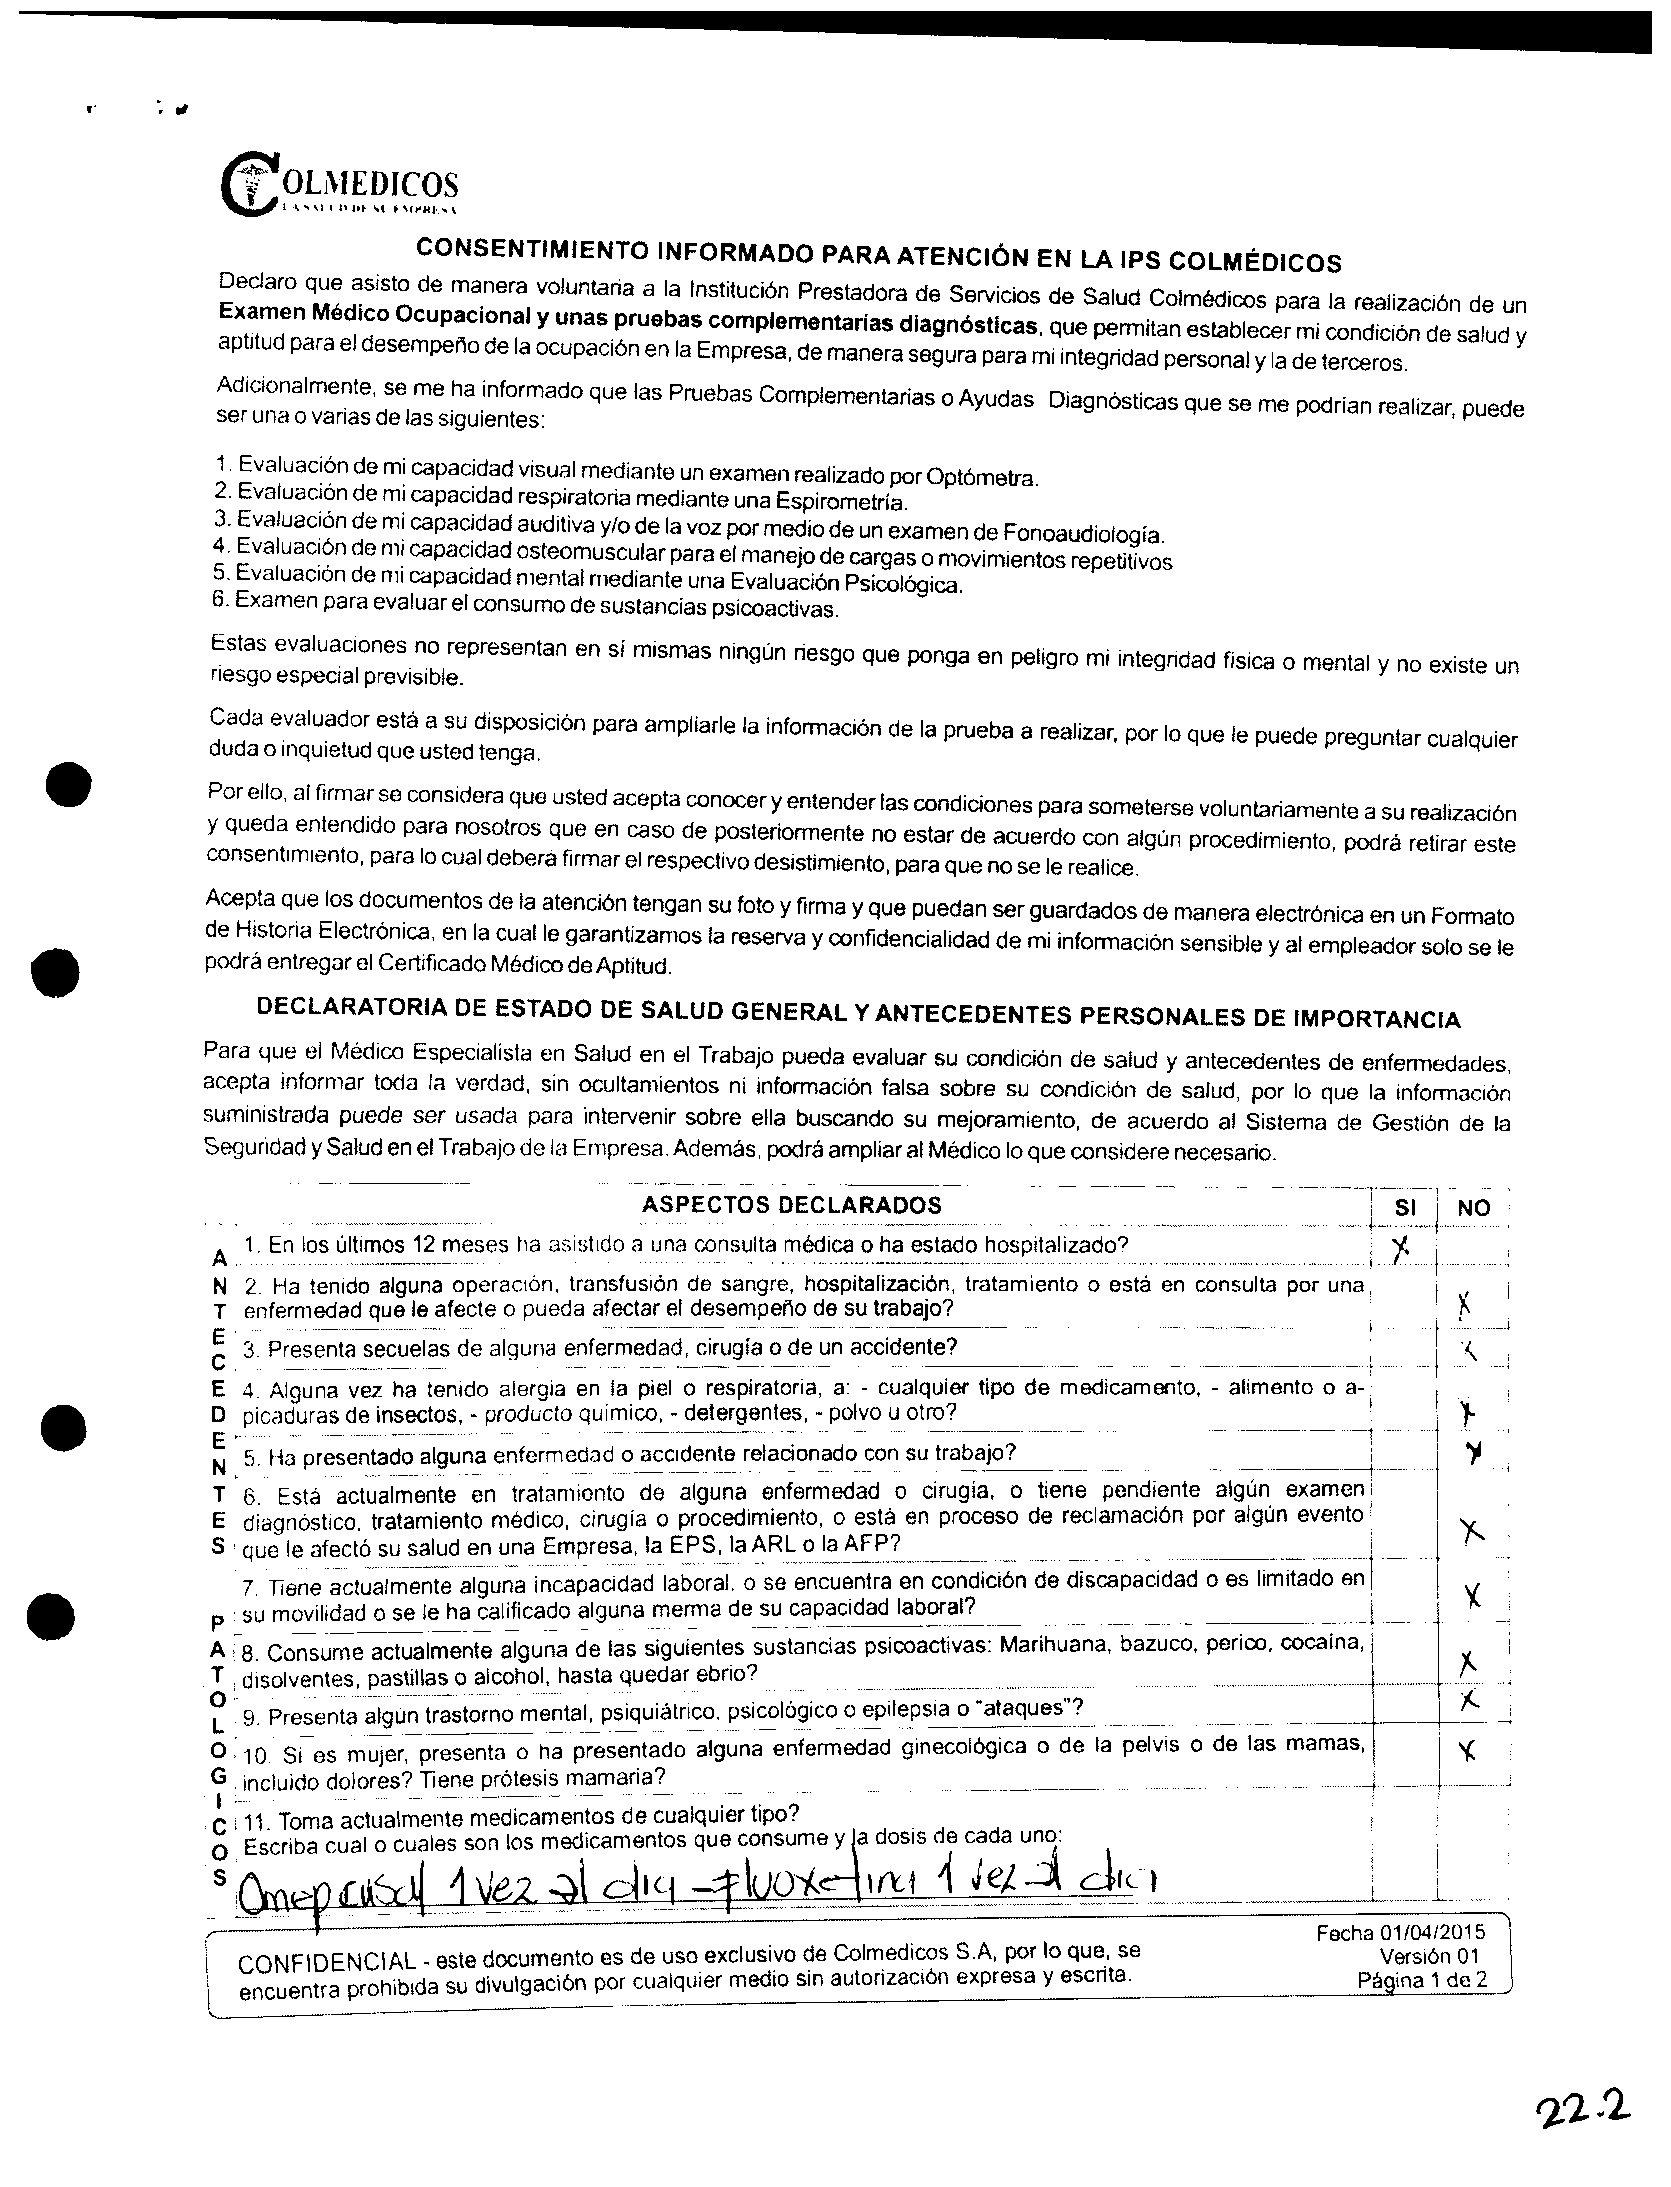 COLMEDICOS
LA SALUD DE SU EMPRESA
CONSENTIMIENTO INFORMADO PARA ATENCIÓN EN LA IPS COLMÉDICOS
Declaro que asisto de manera voluntaria a la Institución Prestadora de Servicios de Salud Colmédicos para la realización de un
Examen Médico Ocupacional y unas pruebas complementarias diagnósticas, que permitan establecer mi condición de salud y
aptitud para el desempeño de la ocupación en la Empresa, de manera segura para mi integridad personal y la de terceros.
Adicionalmente, se me ha informado que las Pruebas Complementarias o Ayudas Diagnósticas que se me podrían realizar, puede
ser una o varias de las siguientes:
1. Evaluación de mi capacidad visual mediante un examen realizado por Optómetra.
2. Evaluación de mi capacidad respiratoria mediante una Espirometría.
3. Evaluación de mi capacidad auditiva y/o de la voz por medio de un examen de Fonoaudiología.
4. Evaluación de mi capacidad osteomuscular para el manejo de cargas o movimientos repetitivos
5. Evaluación de mi capacidad mental mediante una Evaluación Psicológica.
6. Examen para evaluar el consumo de sustancias psicoactivas.
Estas evaluaciones no representan en sí mismas ningún riesgo que ponga en peligro mi integridad física o mental y no existe un
riesgo especial previsible.
Cada evaluador está a su disposición para ampliarle la información de la prueba a realizar, por lo que le puede preguntar cualquier
duda o inquietud que usted tenga.
Por ello, al firmar se considera que usted acepta conocer y entender las condiciones para someterse voluntariamente a su realización
y queda entendido para nosotros que en caso de posteriormente no estar de acuerdo con algún procedimiento, podrá retirar este
consentimiento, para lo cual deberá firmar el respectivo desistimiento, para que no se le realice.
Acepta que los documentos de la atención tengan su foto y firma y que puedan ser guardados de manera electrónica en un Formato
de Historia Electrónica, en la cual le garantizamos la reserva y confidencialidad de mi información sensible y al empleador solo se le
podrá entregar el Certificado Médico de Aptitud.
DECLARATORIA DE ESTADO DE SALUD GENERAL Y ANTECEDENTES PERSONALES DE IMPORTANCIA
Para que el Médico Especialista en Salud en el Trabajo pueda evaluar su condición de salud y antecedentes de enfermedades,
acepta informar toda la verdad, sin ocultamientos ni información falsa sobre su condición de salud, por lo que la información
suministrada puede ser usada para intervenir sobre ella buscando su mejoramiento, de acuerdo al Sistema de Gestión de la
Seguridad y Salud en el Trabajo de la Empresa. Además, podrá ampliar al Médico lo que considere necesario.
ASPECTOS DECLARADOS SI NO
ANTECEDENTES PATOLOGICOS
1. En los últimos 12 meses ha asistido a una consulta médica o ha estado hospitalizado? X
2. Ha tenido alguna operación, transfusión de sangre, hospitalización, tratamiento o está en consulta por una
enfermedad que le afecte o pueda afectar el desempeño de su trabajo? X
3. Presenta secuelas de alguna enfermedad, cirugía o de un accidente? X
4. Alguna vez ha tenido alergia en la piel o respiratoria, a: - cualquier tipo de medicamento, - alimento o a-
picaduras de insectos, - producto químico, - detergentes, - polvo u otro? X
5. Ha presentado alguna enfermedad o accidente relacionado con su trabajo? X
6. Está actualmente en tratamiento de alguna enfermedad o cirugía, o tiene pendiente algún examen
diagnóstico, tratamiento médico, cirugía o procedimiento, o está en proceso de reclamación por algún evento
que le afectó su salud en una Empresa, la EPS, la ARL o la AFP? X
7. Tiene actualmente alguna incapacidad laboral, o se encuentra en condición de discapacidad o es limitado en
su movilidad o se le ha calificado alguna merma de su capacidad laboral? X
8. Consume actualmente alguna de las siguientes sustancias psicoactivas: Marihuana, bazuco, perico, cocaína,
disolventes, pastillas o alcohol, hasta quedar ebrio? X
9. Presenta algún trastorno mental, psiquiátrico, psicológico o epilepsia o "ataques"? X
10. Si es mujer, presenta o ha presentado alguna enfermedad ginecológica o de la pelvis o de las mamas,
incluido dolores? Tiene prótesis mamaria? X
11. Toma actualmente medicamentos de cualquier tipo?
Escriba cual o cuales son los medicamentos que consume y la dosis de cada uno:
Omeprasol 1 vez al dia - fluoxetina 1 vez al dia
CONFIDENCIAL - este documento es de uso exclusivo de Colmedicos S.A, por lo que, se
encuentra prohibida su divulgación por cualquier medio sin autorización expresa y escrita.
Fecha 01/04/2015
Versión 01
Página 1 de 2
22.2